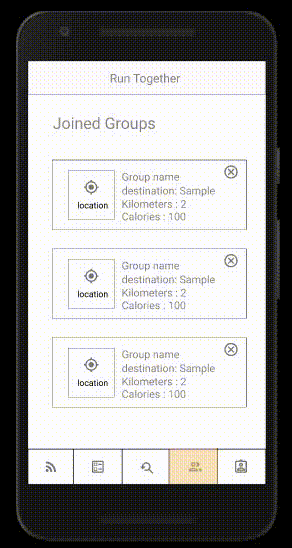 Run Together
Joined Groups
Group name
destination: Sample
Kilometers : 2
Calories : 100
location
Group name
destination: Sample
Kilometers : 2
Calories : 100
location
Group name
destination: Sample
Kilometers : 2
Calories : 100
location